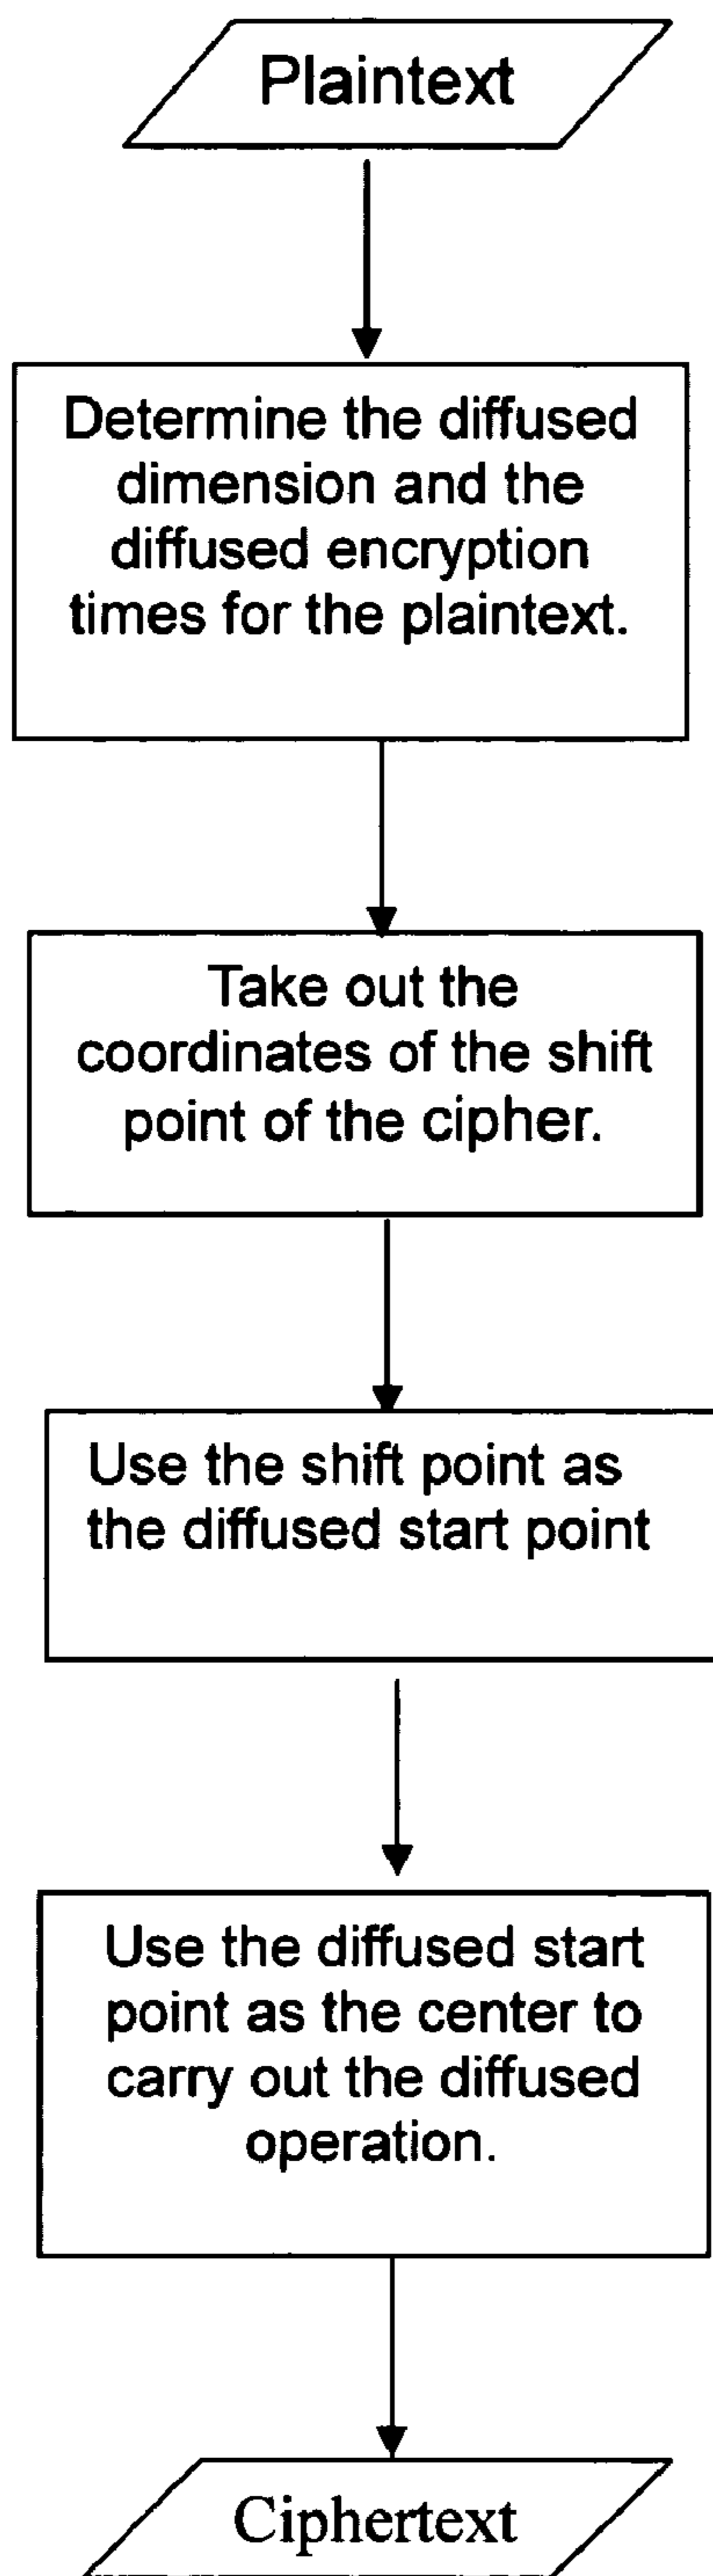 Plaintext
Determine the diffused
dimension and the
diffused encryption
times for the plaintext.
Take out the
coordinates of the shift
point of the cipher.
Use the shift point as
the diffused start point
Use the diffused start
point as the center to
carry out the diffused
operation.
Ciphertext